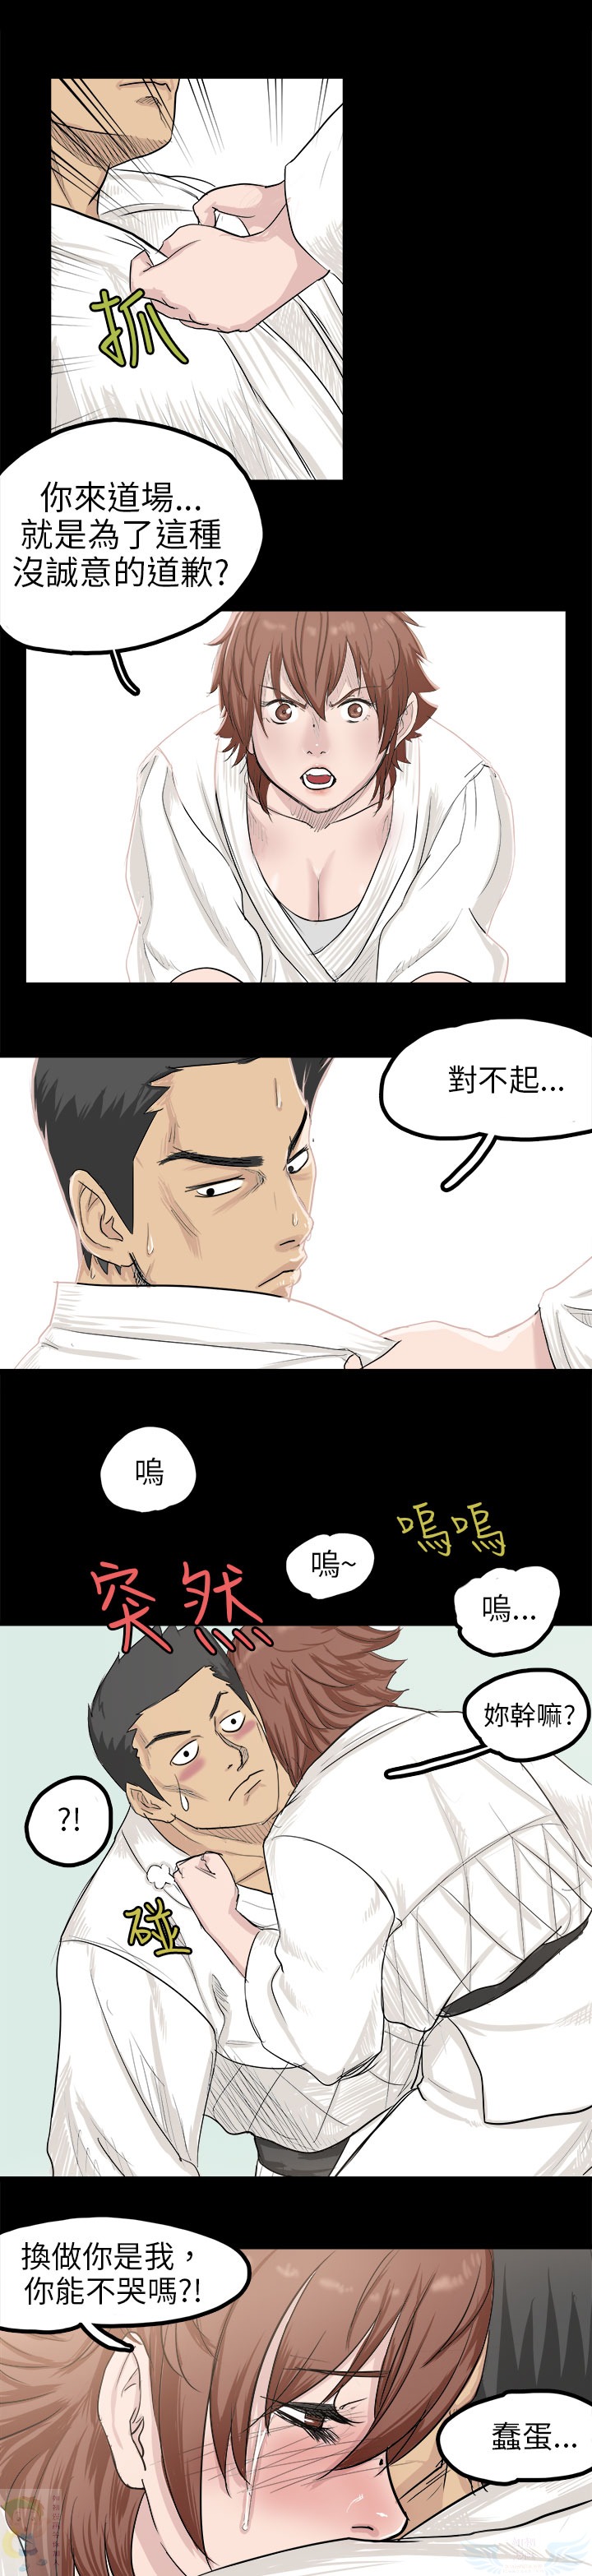 抓
你來道場...
就是為了這種
沒誠意的道歉?
對不起...
嗚
嗚~
嗚嗚
嗚...
突然
妳幹嘛?
?!
碰
換做你是我，
你能不哭嗎?!
蠢蛋...